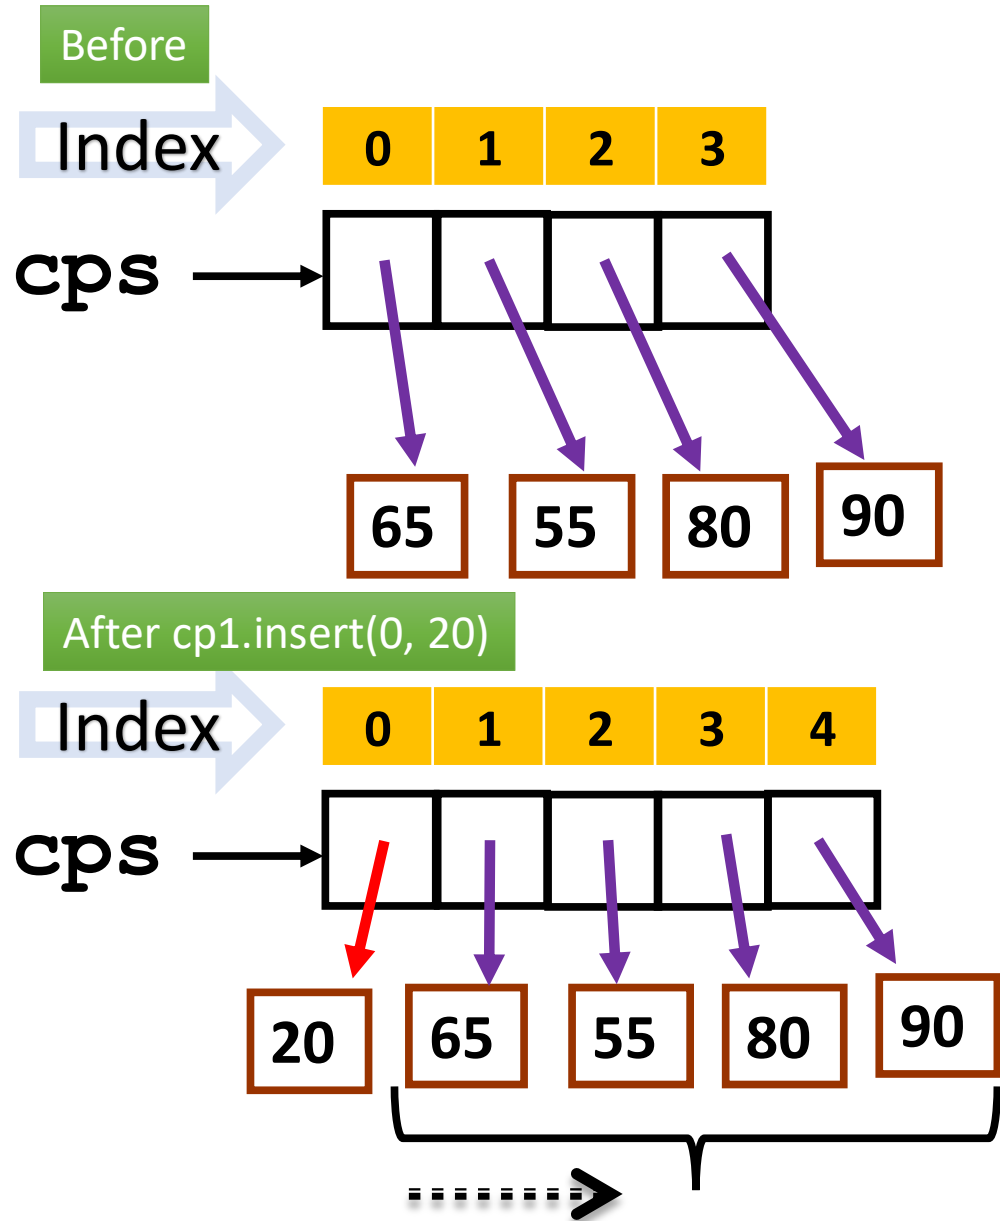 Before
Index 0 1 2 3
cps
65 55 80 90
After cp1.insert(0, 20)
Index 0 1 2 3 4
cps
20 65 55 80 90